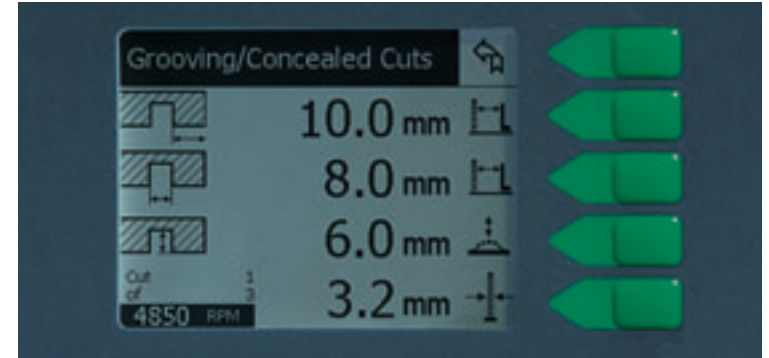 Grooving/Concealed Cuts
10.0 mm
8.0 mm
6.0 mm
Cut 1
of 3
3.2 mm
4850 RPM